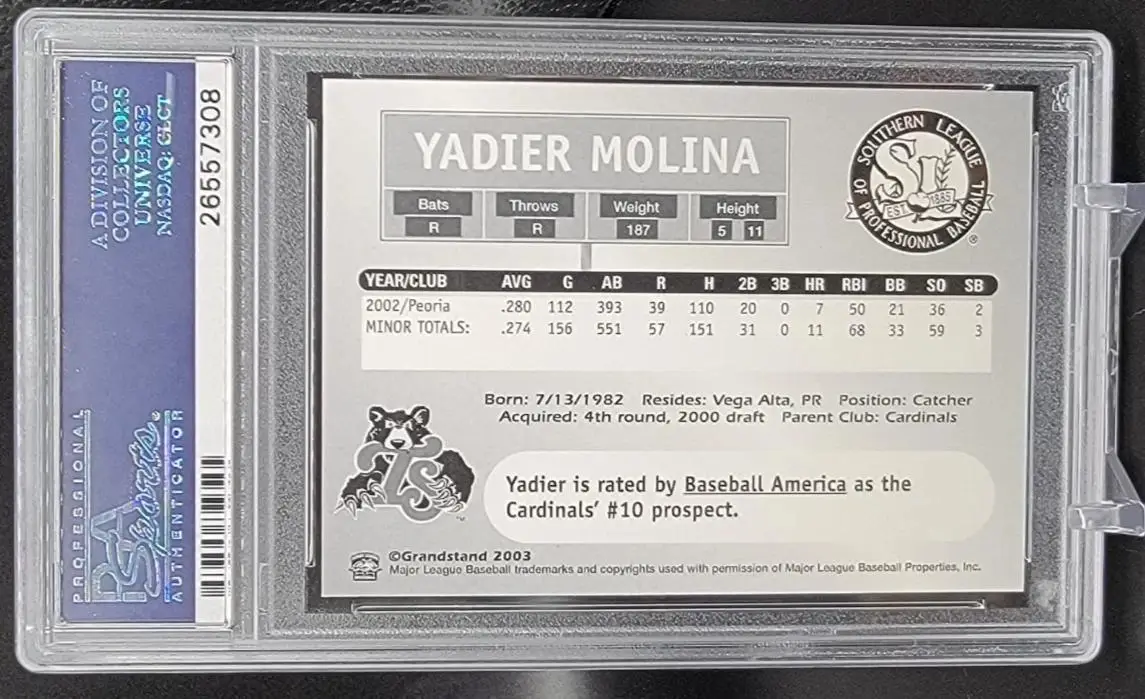 A DIVISION OF
COLLECTORS
UNIVERSE
NASDAQ: CLCT
26557308
PROFESSIONAL
PSA
Sports
AUTHENTICATOR
YADIER MOLINA
Bats Throws Weight Height
R R 187 5 11
SOUTHERN LEAGUE
OF PROFESSIONAL BASEBALL
SL
EST. 1885
®
YEAR/CLUB AVG G AB R H 2B 3B HR RBI BB SO SB
2002/Peoria .280 112 393 39 110 20 0 7 50 21 36 2
MINOR TOTALS: .274 156 551 57 151 31 0 11 68 33 59 3
Born: 7/13/1982 Resides: Vega Alta, PR Position: Catcher
Acquired: 4th round, 2000 draft Parent Club: Cardinals
TS
™
Yadier is rated by Baseball America as the
Cardinals' #10 prospect.
©Grandstand 2003
Major League Baseball trademarks and copyrights used with permission of Major League Baseball Properties, Inc.